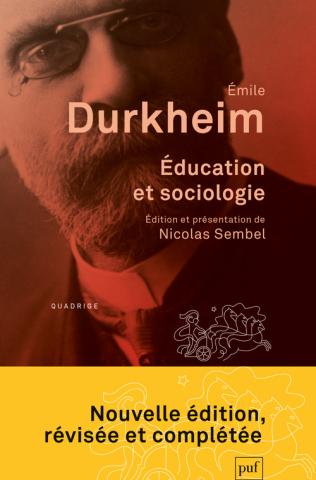 Émile
Durkheim
Éducation
et sociologie
Édition et présentation de
Nicolas Sembel
QUADRIGE
Nouvelle édition,
révisée et complétée
puf